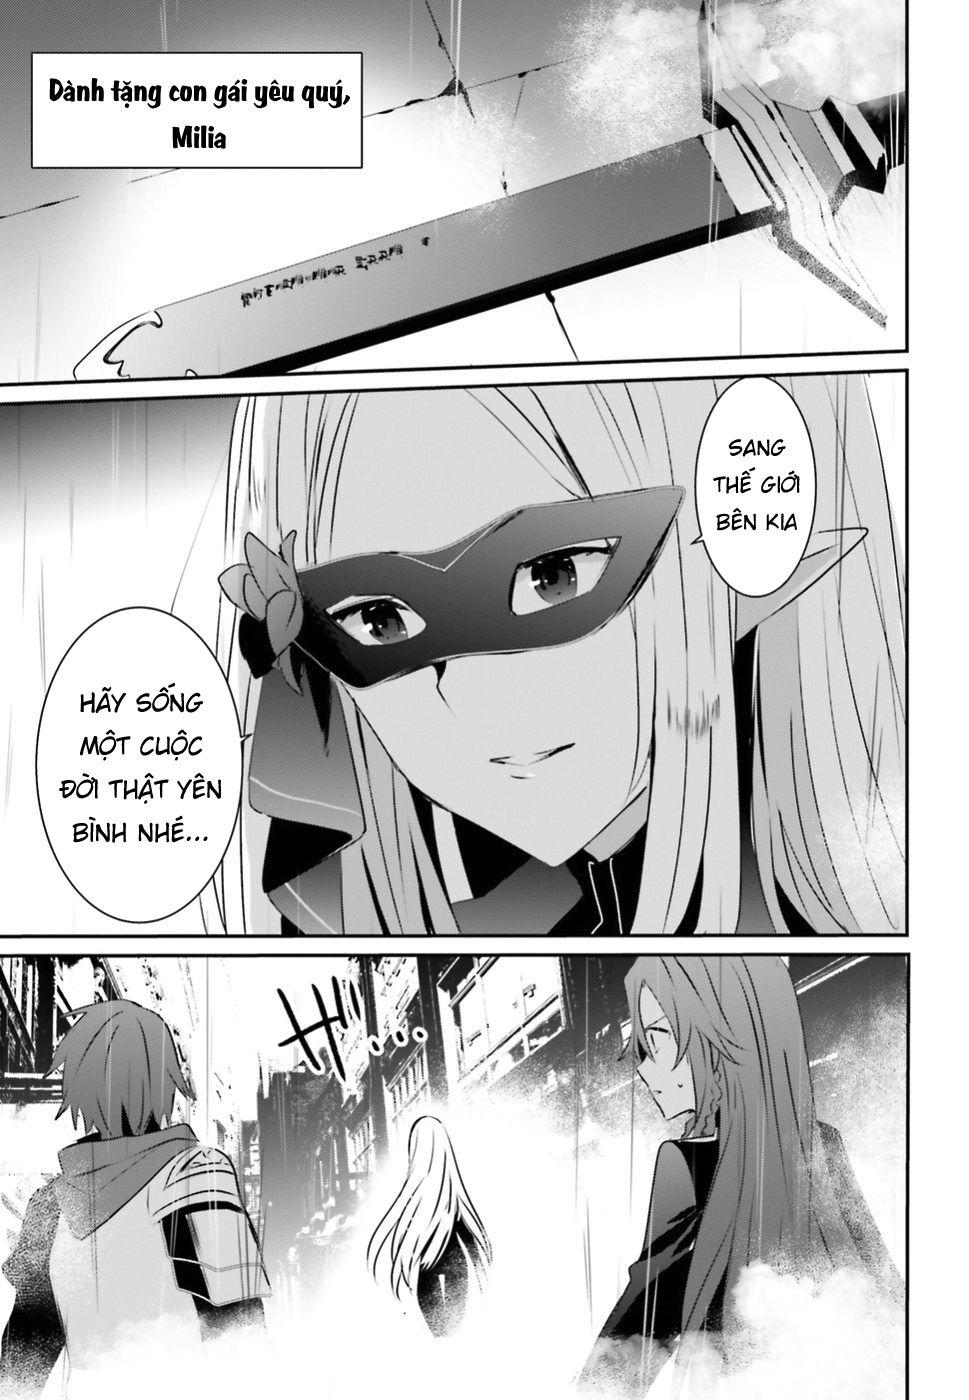 Dành tặng con gái yêu quý,
Milia
SANG
THẾ GIỚI
BÊN KIA
HÃY SỐNG
MỘT CUỘC
ĐỜI THẬT YÊN
BÌNH NHÉ...
ザ...